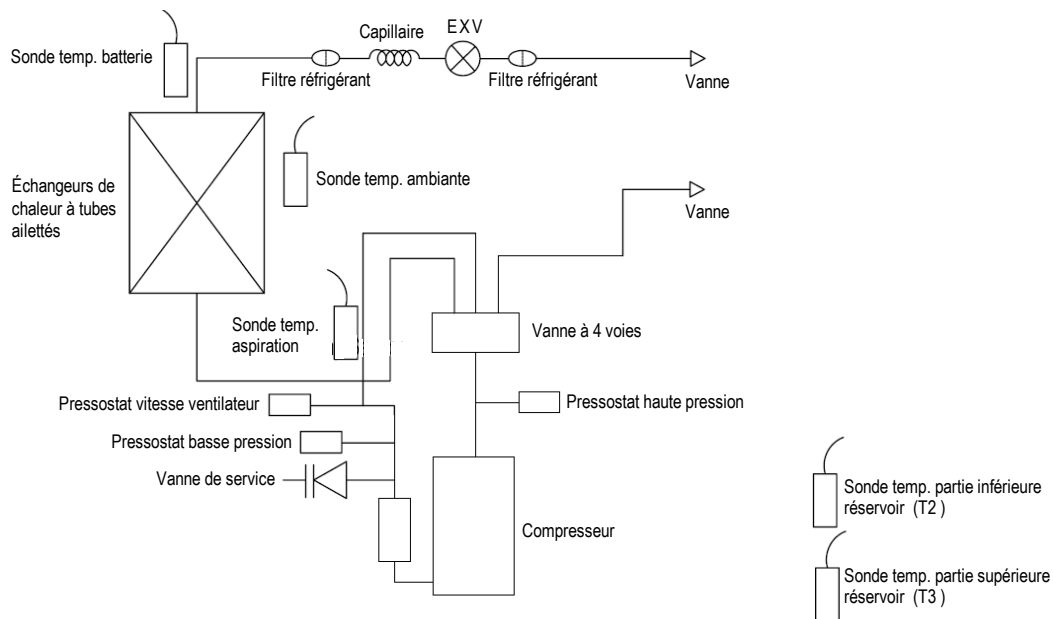 Capillaire
EXV
Sonde temp. batterie
Filtre réfrigérant
Filtre réfrigérant
Vanne
Échangeurs de
chaleur à tubes
ailettés
Sonde temp. ambiante
Vanne
Sonde temp.
aspiration
Vanne à 4 voies
Pressostat vitesse ventilateur
Pressostat haute pression
Pressostat basse pression
Vanne de service
Compresseur
Sonde temp. partie inférieure
réservoir (T2 )
Sonde temp. partie supérieure
réservoir (T3 )